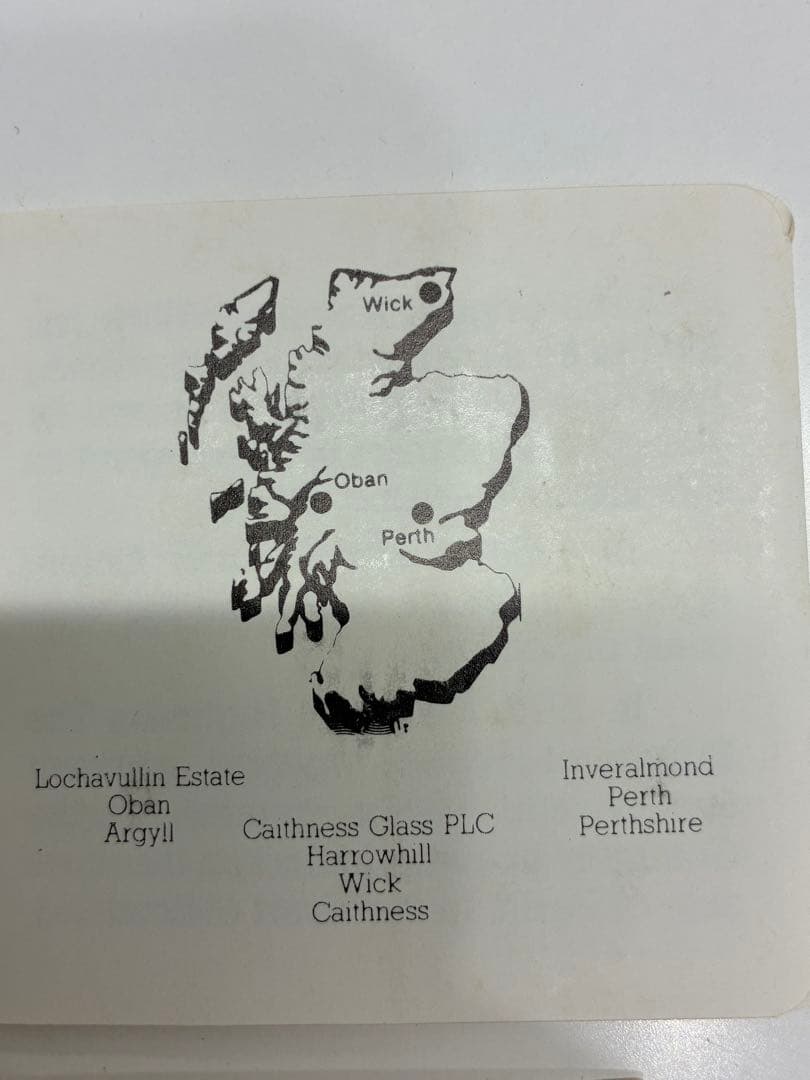 Wick
Oban
Perth
Lochavullin Estate
Oban
Argyll
Caithness Glass PLC
Harrowhill
Wick
Caithness
Inveralmond
Perth
Perthshire